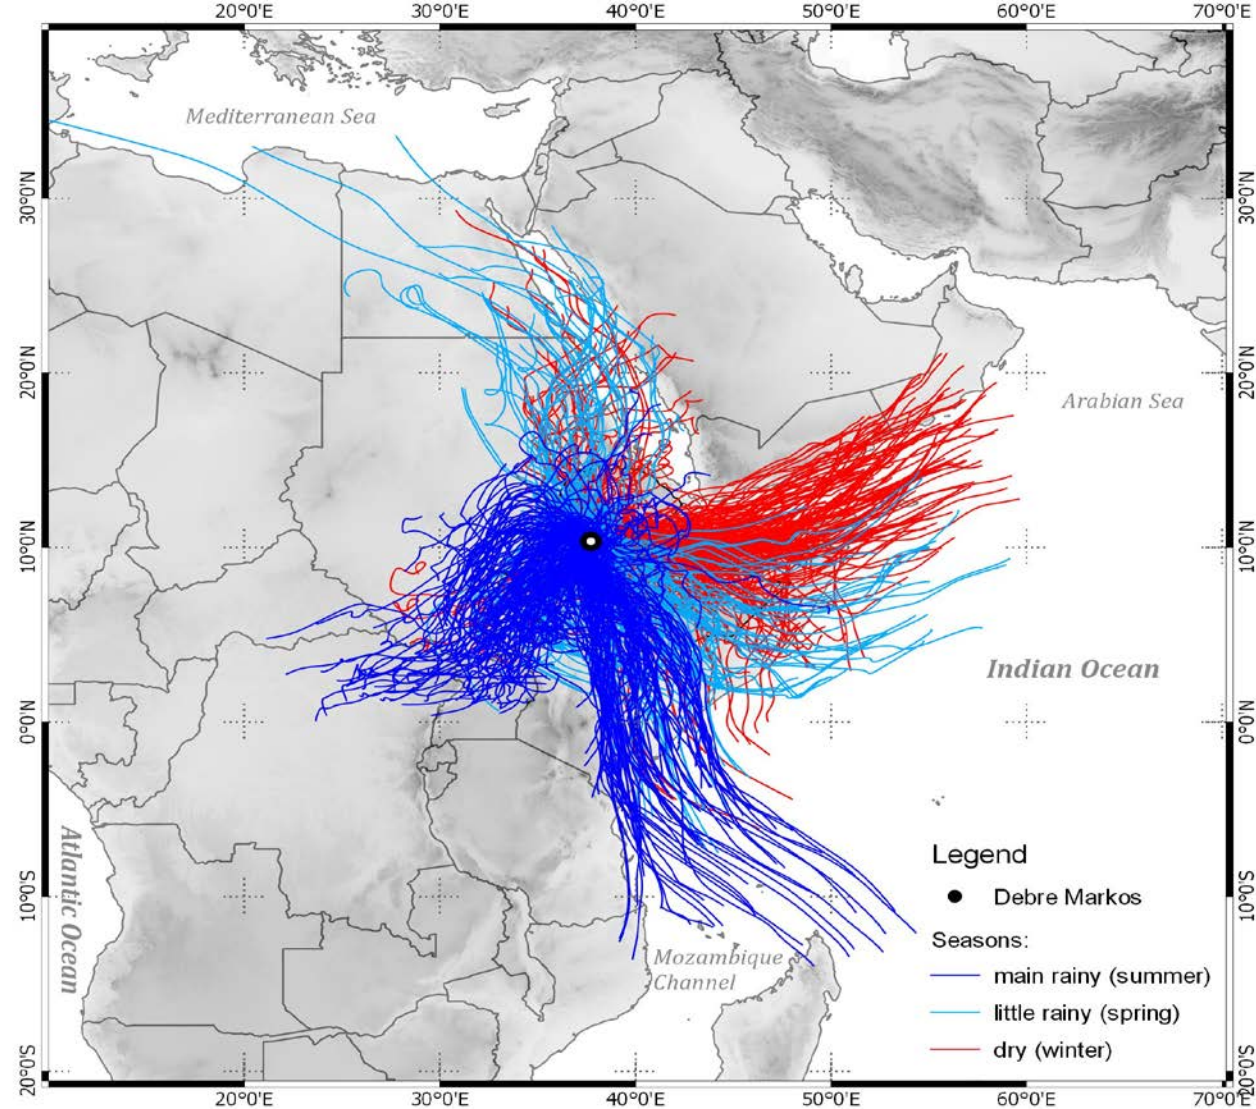 20°0'E 30°0'E 40°0'E 50°0'E 60°0'E 70°0'E
Mediterranean Sea
30°0'N 30°0'N
20°0'N 20°0'N
Arabian Sea
10°0'N 10°0'N
Indian Ocean
0°0'N 0°0'N
Atlantic Ocean
Legend
Debre Markos
10°0'S 10°0'S
Seasons:
Mozambique
Channel
main rainy (summer)
little rainy (spring)
dry (winter)
20°0'S 20°0'S
20°0'E 30°0'E 40°0'E 50°0'E 60°0'E 70°0'E